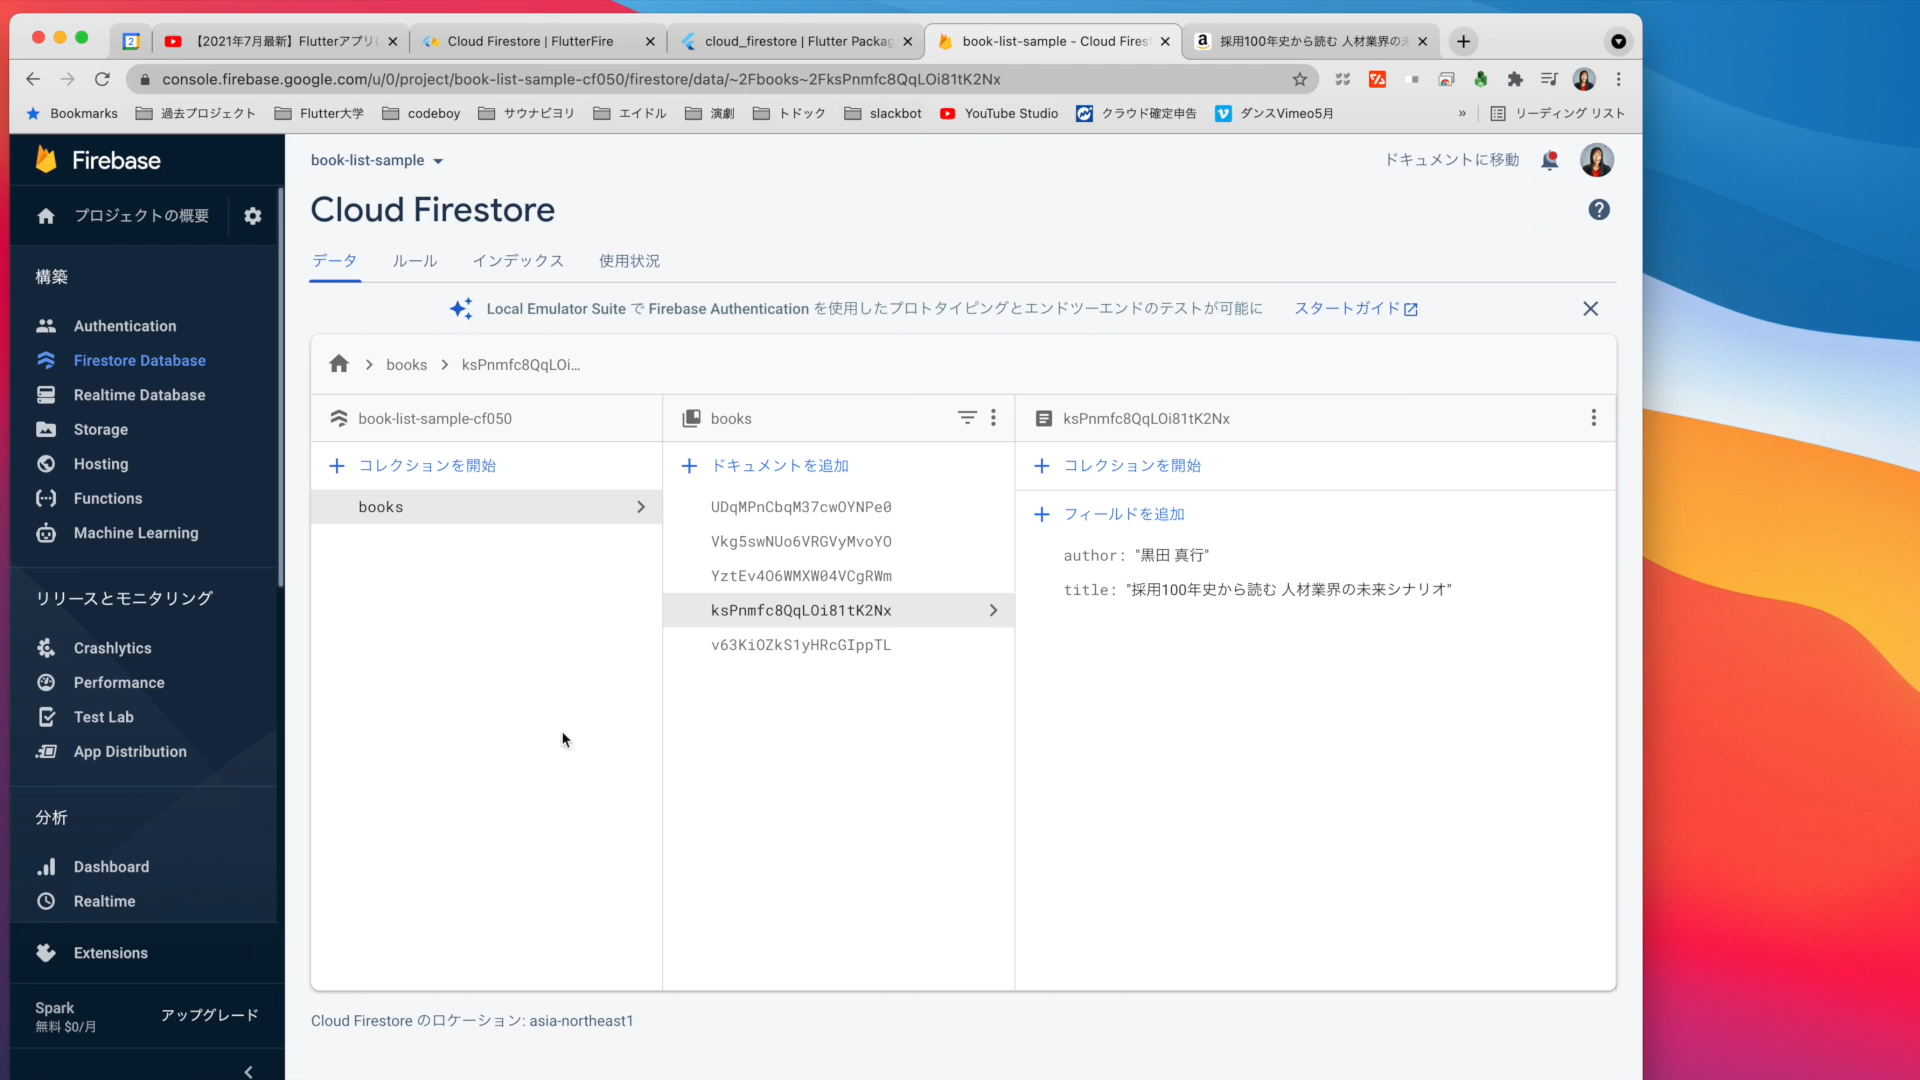 2
【2021年7月最新】Flutterアプリ
Cloud Firestore | FlutterFire
cloud_firestore | Flutter Packag
book-list-sample - Cloud Firest
採用100年史から読む 人材業界の未
console.firebase.google.com/u/0/project/book-list-sample-cf050/firestore/data/~2Fbooks~2FksPnmfc8QqLOi81tK2Nx
Bookmarks
過去プロジェクト
Flutter大学
codeboy
サウナビヨリ
エイドル
演劇
トドック
slackbot
YouTube Studio
クラウド確定申告
ダンスVimeo5月
»
リーディング リスト
Firebase
プロジェクトの概要
構築
Authentication
Firestore Database
Realtime Database
Storage
Hosting
Functions
Machine Learning
リリースとモニタリング
Crashlytics
Performance
Test Lab
App Distribution
分析
Dashboard
Realtime
Extensions
Spark
無料 $0/月
アップグレード
book-list-sample
ドキュメントに移動
Cloud Firestore
データ
ルール
インデックス
使用状況
Local Emulator Suite で Firebase Authentication を使用したプロトタイピングとエンドツーエンドのテストが可能に
スタートガイド
books
ksPnmfc8QqLOi...
book-list-sample-cf050
コレクションを開始
books
books
ドキュメントを追加
UDqMPnCbqM37cwOYNPe0
Vkg5swNUo6VRGVyMvoYO
YztEv4O6WMXW04VCgRWm
ksPnmfc8QqLOi81tK2Nx
v63KiOZkS1yHRcGIppTL
ksPnmfc8QqLOi81tK2Nx
コレクションを開始
フィールドを追加
author: "黒田 真行"
title: "採用100年史から読む 人材業界の未来シナリオ"
Cloud Firestore のロケーション: asia-northeast1